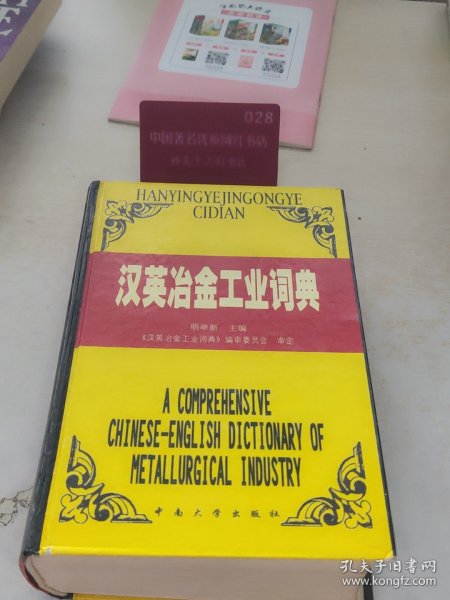 028
中国著名线领网红书店
HANYINGYEJINGONGYE
CIDIAN
汉英冶金工业词典
明举新 主编
《汉英冶金工业词典》编审委员会 审定
A COMPREHENSIVE
CHINESE-ENGLISH DICTIONARY OF
METALLURGICAL INDUSTRY
中南大学出版社
孔夫子旧书网
www.kongfz.com